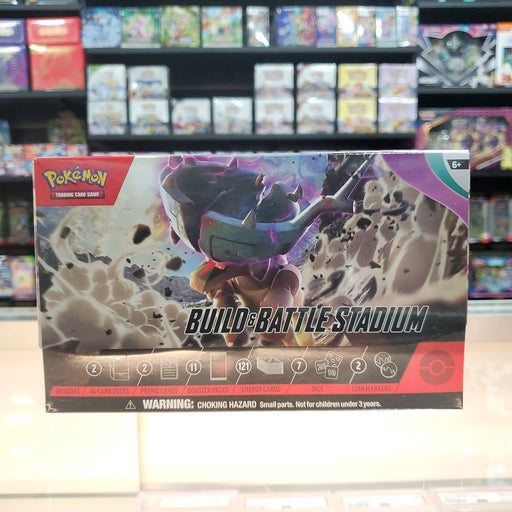 POKéMON
TRADING CARD GAME
6+
BUILD & BATTLE STADIUM
2 2 11 121 7 2
INCLUDES 40-CARD DECKS PROMO CARDS BOOSTER PACKS ENERGY CARDS DICE COIN MARKERS
WARNING: CHOKING HAZARD Small parts. Not for children under 3 years.